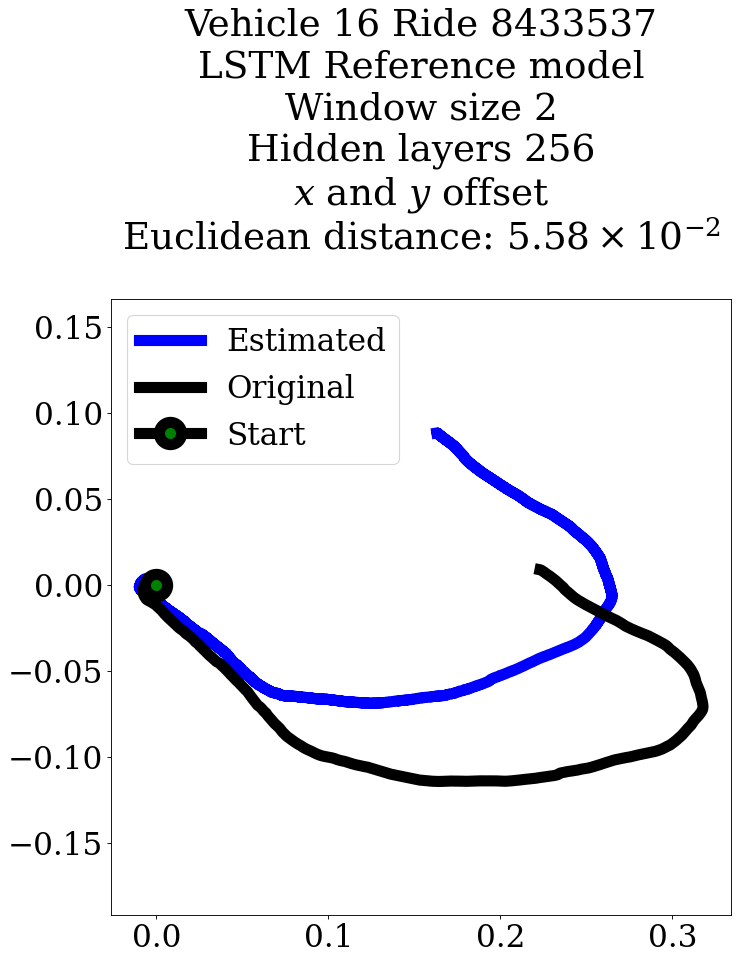 Vehicle 16 Ride 8433537
LSTM Reference model
Window size 2
Hidden layers 256
x and y offset
Euclidean distance: 5.58 × 10⁻²
Estimated
Original
Start
0.15
0.10
0.05
0.00
−0.05
−0.10
−0.15
0.0 0.1 0.2 0.3